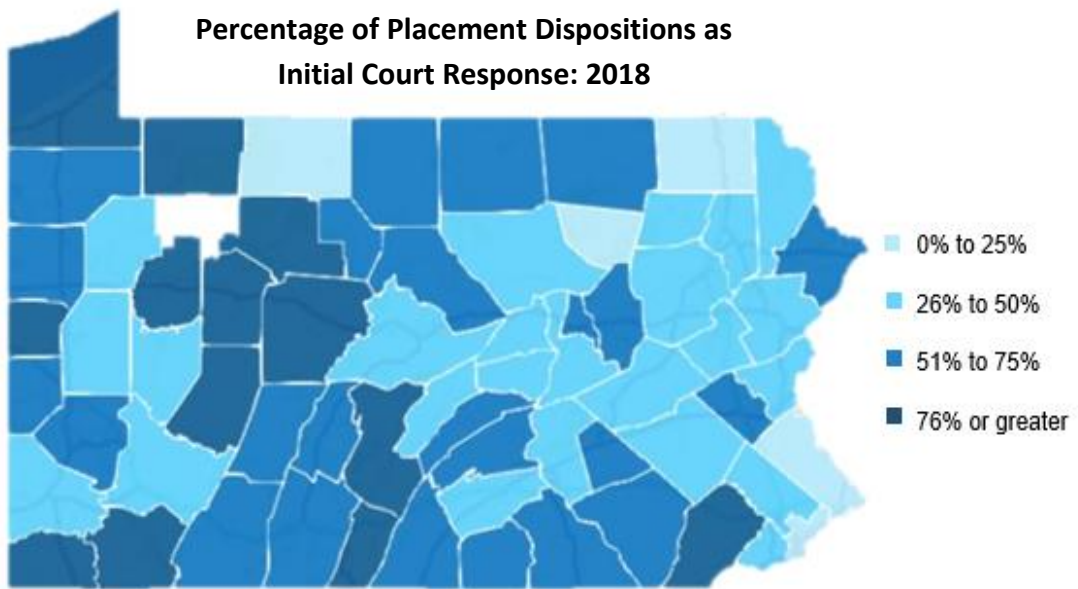 Percentage of Placement Dispositions as
Initial Court Response: 2018
0% to 25%
26% to 50%
51% to 75%
76% or greater